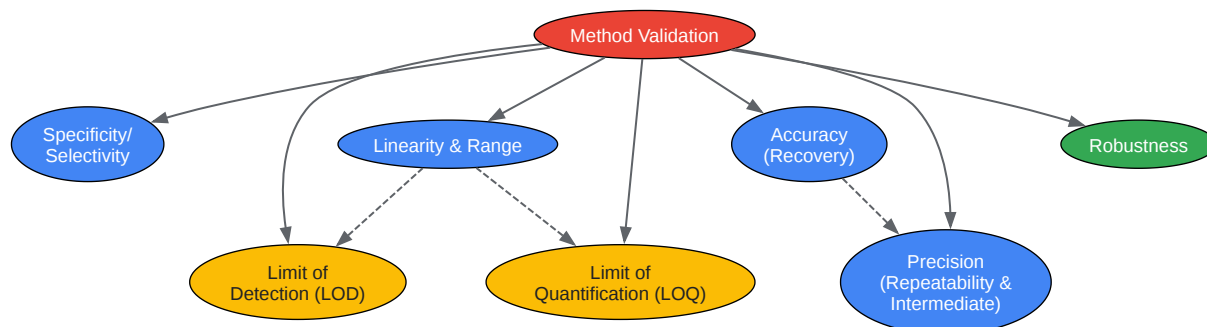 Method Validation
Specificity/
Selectivity
Linearity & Range
Accuracy
(Recovery)
Robustness
Limit of
Detection (LOD)
Limit of
Quantification (LOQ)
Precision
(Repeatability &
Intermediate)